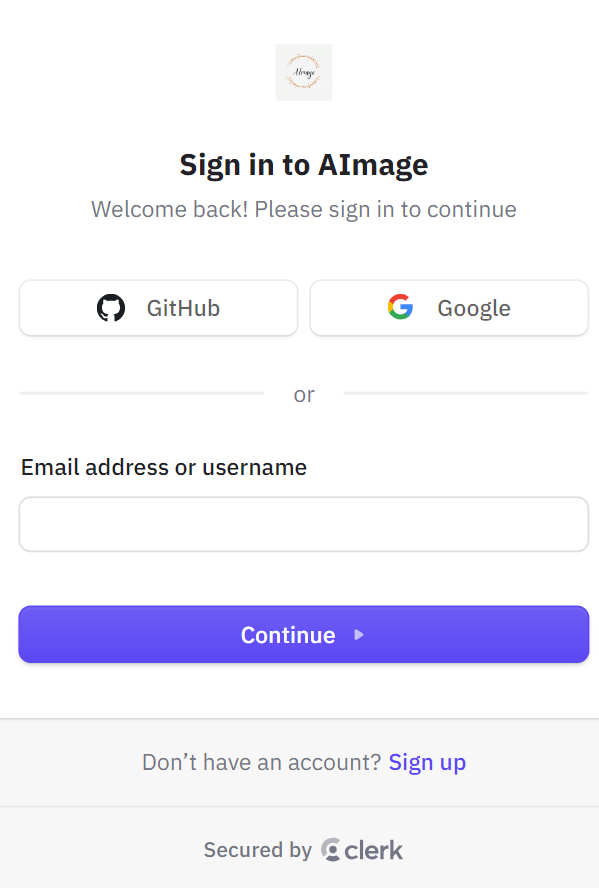 AImage
Sign in to AImage
Welcome back! Please sign in to continue
GitHub
Google
or
Email address or username
Continue
Don’t have an account? Sign up
Secured by clerk